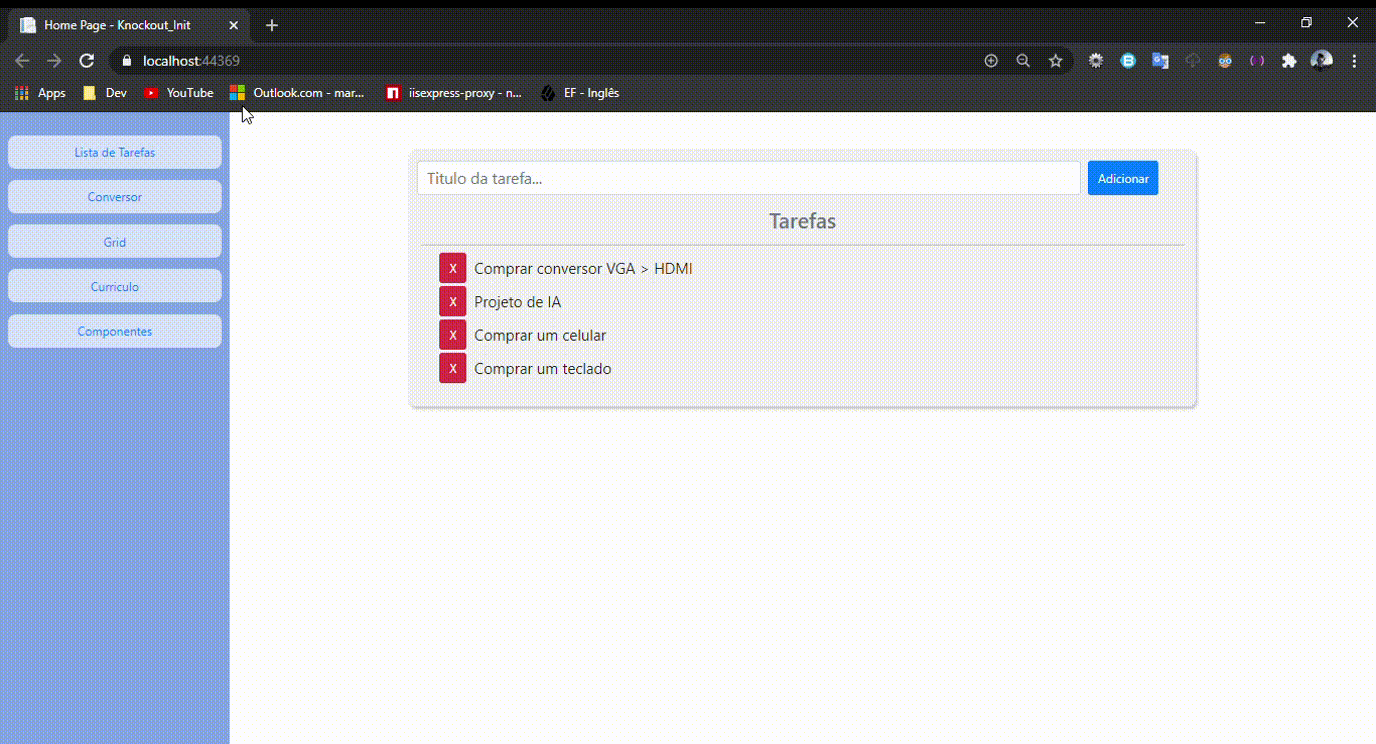 Home Page - Knockout_Init
localhost:44369
Apps Dev YouTube Outlook.com - mar... iisexpress-proxy - n... EF - Inglês
Lista de Tarefas
Conversor
Grid
Curriculo
Componentes
Titulo da tarefa... Adicionar
Tarefas
X Comprar conversor VGA > HDMI
X Projeto de IA
X Comprar um celular
X Comprar um teclado